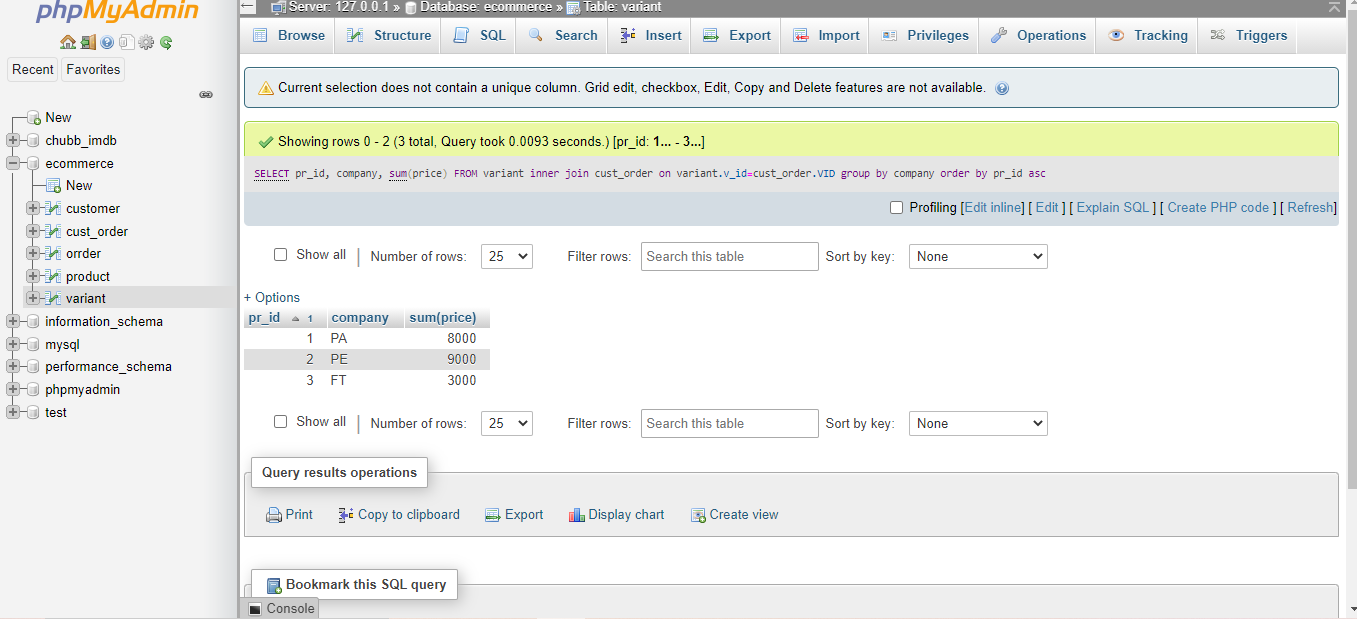 phpMyAdmin
Recent Favorites
New
chubb_imdb
ecommerce
New
customer
cust_order
orrder
product
variant
information_schema
mysql
performance_schema
phpmyadmin
test
Server: 127.0.0.1 » Database: ecommerce » Table: variant
Browse Structure SQL Search Insert Export Import Privileges Operations Tracking Triggers
Current selection does not contain a unique column. Grid edit, checkbox, Edit, Copy and Delete features are not available.
Showing rows 0 - 2 (3 total, Query took 0.0093 seconds.) [pr_id: 1... - 3...]
SELECT pr_id, company, sum(price) FROM variant inner join cust_order on variant.v_id=cust_order.VID group by company order by pr_id asc
Profiling [Edit inline] [ Edit ] [ Explain SQL ] [ Create PHP code ] [ Refresh]
Show all | Number of rows: 25 Filter rows: Search this table Sort by key: None
+ Options
pr_id 1 company sum(price)
1 PA 8000
2 PE 9000
3 FT 3000
Show all | Number of rows: 25 Filter rows: Search this table Sort by key: None
Query results operations
Print Copy to clipboard Export Display chart Create view
Bookmark this SQL query
Console